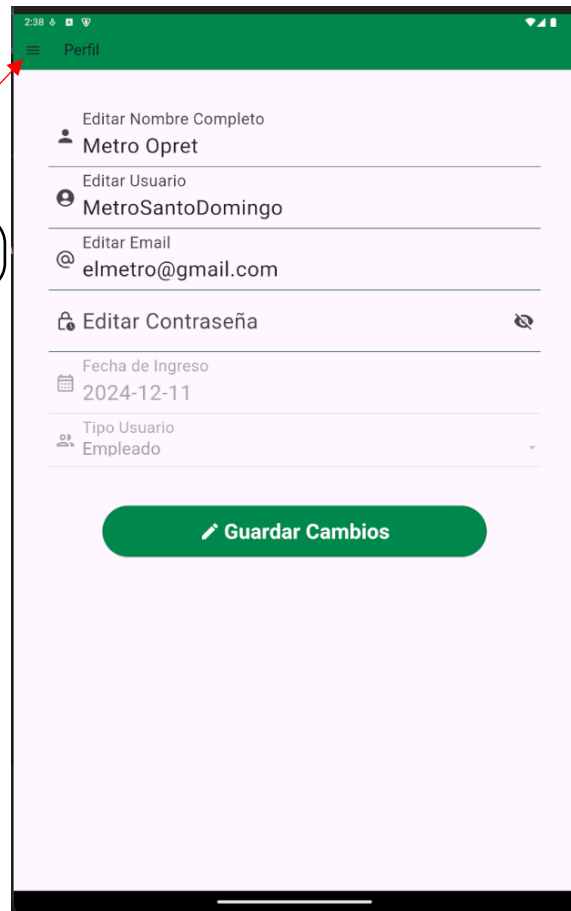 2:38
Perfil
Editar Nombre Completo
Metro Opret
Editar Usuario
MetroSantoDomingo
Editar Email
elmetro@gmail.com
Editar Contraseña
Fecha de Ingreso
2024-12-11
Tipo Usuario
Empleado
Guardar Cambios